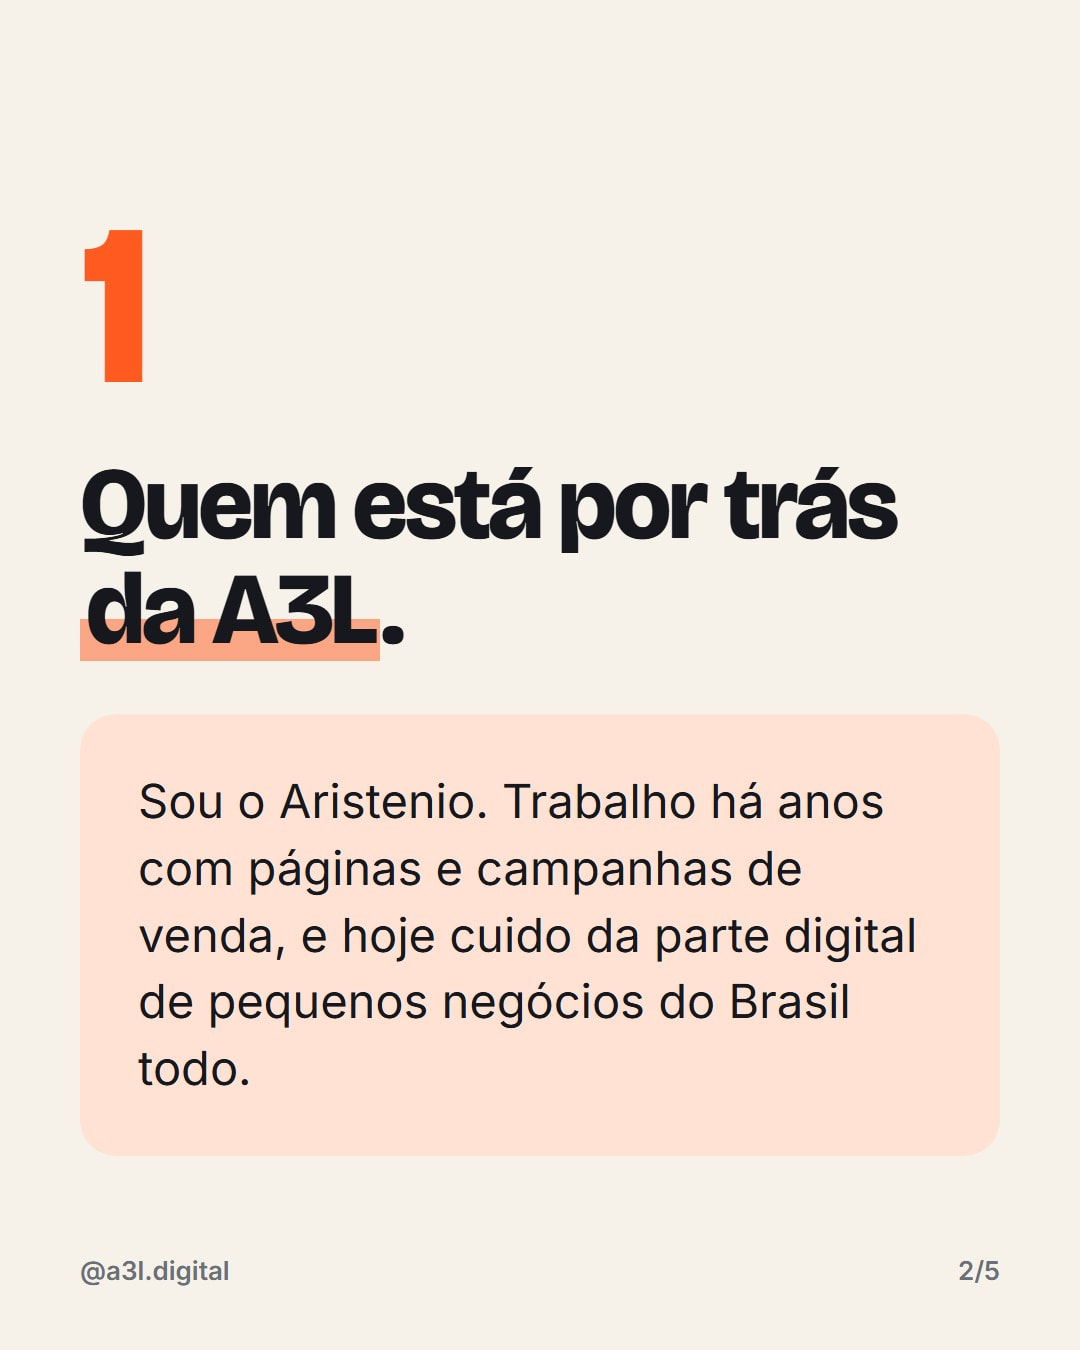 1
Quem está por trás
da A3L.
Sou o Aristenio. Trabalho há anos
com páginas e campanhas de
venda, e hoje cuido da parte digital
de pequenos negócios do Brasil
todo.
@a3l.digital
2/5